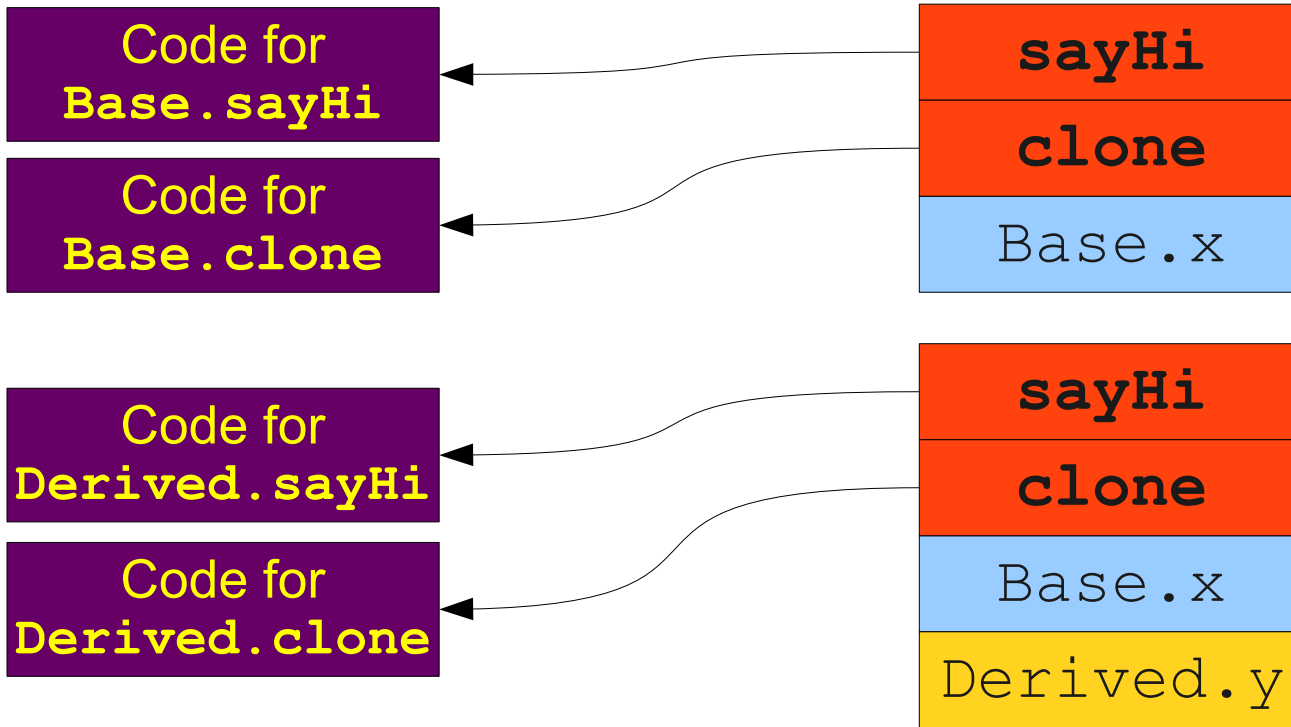 Code for
Base.sayHi
Code for
Base.clone
sayHi
clone
Base.x
Code for
Derived.sayHi
Code for
Derived.clone
sayHi
clone
Base.x
Derived.y